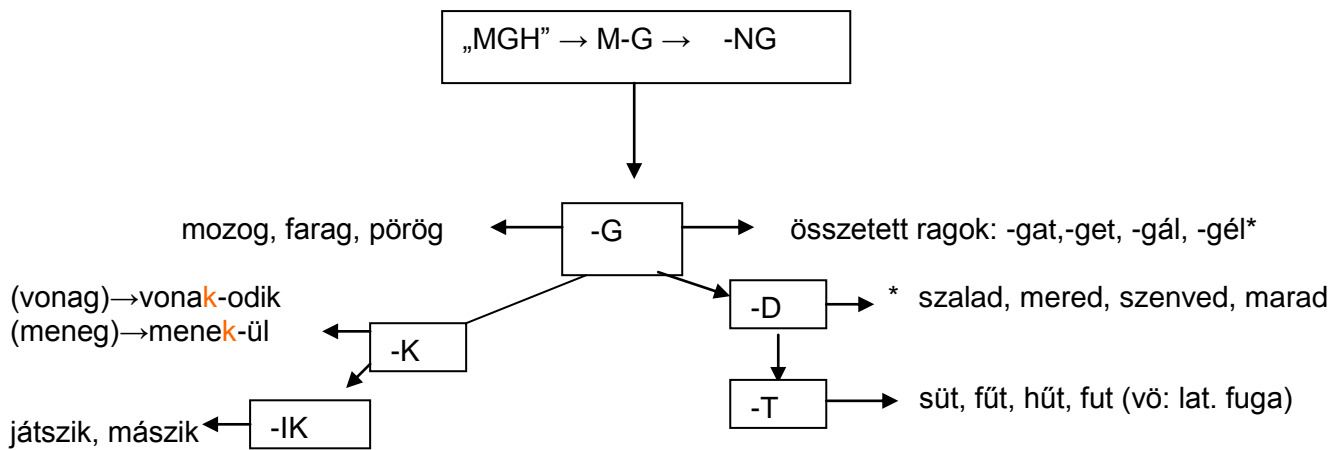 „MGH” → M-G → -NG
mozog, farag, pörög
-G
összetett ragok: -gat,-get, -gál, -gél*
(vonag)→vonak-odik
(meneg)→menek-ül
-K
-D
* szalad, mered, szenved, marad
-T
süt, fűt, hűt, fut (vö: lat. fuga)
játszik, mászik
-IK